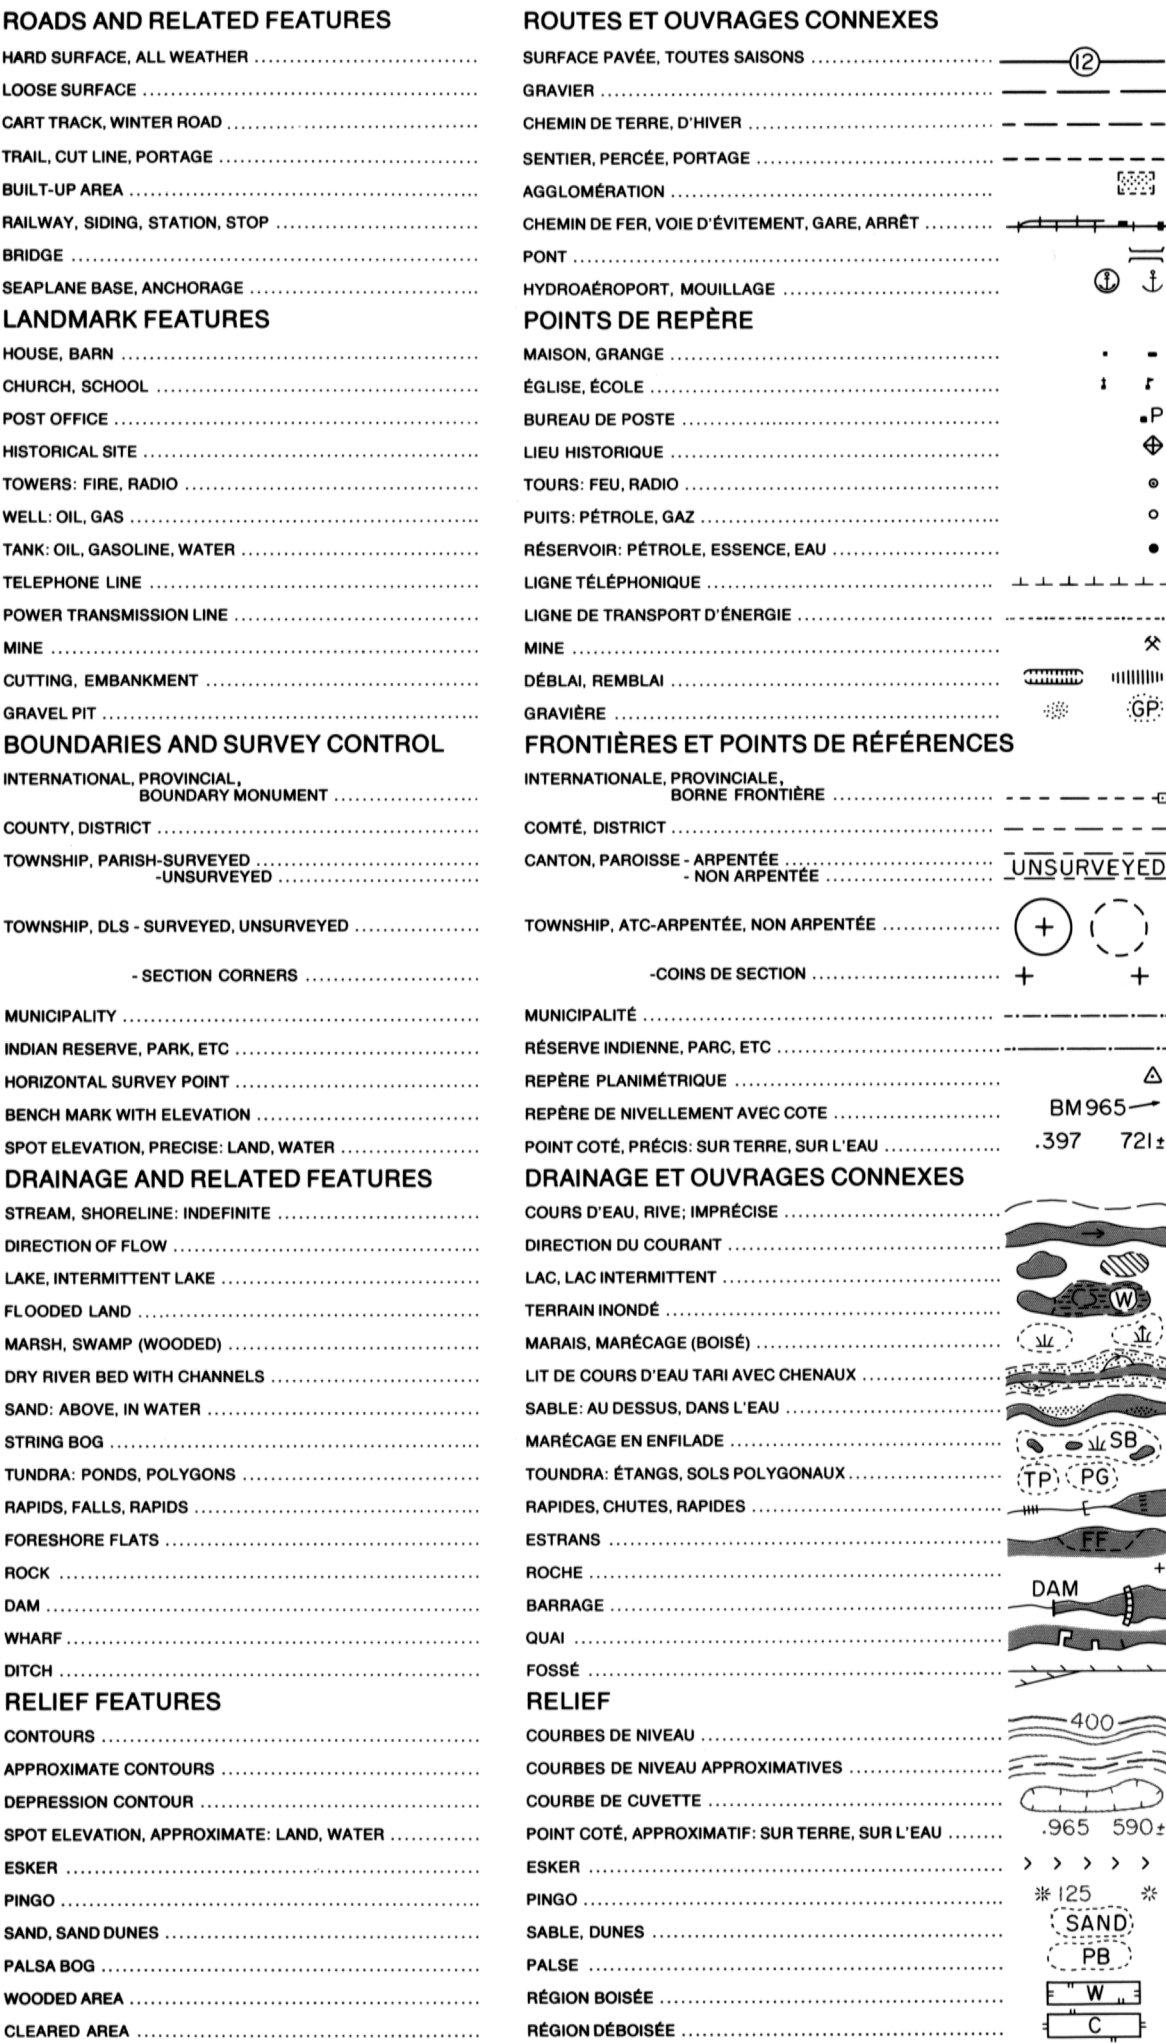 ROADS AND RELATED FEATURES ROUTES ET OUVRAGES CONNEXES
HARD SURFACE, ALL WEATHER SURFACE PAVÉE, TOUTES SAISONS 12
LOOSE SURFACE GRAVIER
CART TRACK, WINTER ROAD CHEMIN DE TERRE, D'HIVER
TRAIL, CUT LINE, PORTAGE SENTIER, PERCÉE, PORTAGE
BUILT-UP AREA AGGLOMÉRATION
RAILWAY, SIDING, STATION, STOP CHEMIN DE FER, VOIE D'ÉVITEMENT, GARE, ARRÊT
BRIDGE PONT
SEAPLANE BASE, ANCHORAGE HYDROAÉROPORT, MOUILLAGE
LANDMARK FEATURES POINTS DE REPÈRE
HOUSE, BARN MAISON, GRANGE
CHURCH, SCHOOL ÉGLISE, ÉCOLE
POST OFFICE BUREAU DE POSTE P
HISTORICAL SITE LIEU HISTORIQUE
TOWERS: FIRE, RADIO TOURS: FEU, RADIO
WELL: OIL, GAS PUITS: PÉTROLE, GAZ
TANK: OIL, GASOLINE, WATER RÉSERVOIR: PÉTROLE, ESSENCE, EAU
TELEPHONE LINE LIGNE TÉLÉPHONIQUE
POWER TRANSMISSION LINE LIGNE DE TRANSPORT D'ÉNERGIE
MINE MINE
CUTTING, EMBANKMENT DÉBLAI, REMBLAI
GRAVEL PIT GRAVIÈRE GP
BOUNDARIES AND SURVEY CONTROL FRONTIÈRES ET POINTS DE RÉFÉRENCES
INTERNATIONAL, PROVINCIAL, INTERNATIONALE, PROVINCIALE,
BOUNDARY MONUMENT BORNE FRONTIÈRE
COUNTY, DISTRICT COMTÉ, DISTRICT
TOWNSHIP, PARISH-SURVEYED CANTON, PAROISSE - ARPENTÉE
-UNSURVEYED - NON ARPENTÉE UNSURVEYED
TOWNSHIP, DLS - SURVEYED, UNSURVEYED TOWNSHIP, ATC-ARPENTÉE, NON ARPENTÉE
- SECTION CORNERS -COINS DE SECTION
MUNICIPALITY MUNICIPALITÉ
INDIAN RESERVE, PARK, ETC RÉSERVE INDIENNE, PARC, ETC
HORIZONTAL SURVEY POINT REPÈRE PLANIMÉTRIQUE
BENCH MARK WITH ELEVATION REPÈRE DE NIVELLEMENT AVEC COTE BM 965
SPOT ELEVATION, PRECISE: LAND, WATER POINT COTÉ, PRÉCIS: SUR TERRE, SUR L'EAU .397 721±
DRAINAGE AND RELATED FEATURES DRAINAGE ET OUVRAGES CONNEXES
STREAM, SHORELINE: INDEFINITE COURS D'EAU, RIVE; IMPRÉCISE
DIRECTION OF FLOW DIRECTION DU COURANT
LAKE, INTERMITTENT LAKE LAC, LAC INTERMITTENT
FLOODED LAND TERRAIN INONDÉ W
MARSH, SWAMP (WOODED) MARAIS, MARÉCAGE (BOISÉ)
DRY RIVER BED WITH CHANNELS LIT DE COURS D'EAU TARI AVEC CHENAUX
SAND: ABOVE, IN WATER SABLE: AU DESSUS, DANS L'EAU
STRING BOG MARÉCAGE EN ENFILADE SB
TUNDRA: PONDS, POLYGONS TOUNDRA: ÉTANGS, SOLS POLYGONAUX TP PG
RAPIDS, FALLS, RAPIDS RAPIDES, CHUTES, RAPIDES
FORESHORE FLATS ESTRANS FF
ROCK ROCHE
DAM BARRAGE DAM
WHARF QUAI
DITCH FOSSÉ
RELIEF FEATURES RELIEF
CONTOURS COURBES DE NIVEAU 400
APPROXIMATE CONTOURS COURBES DE NIVEAU APPROXIMATIVES
DEPRESSION CONTOUR COURBE DE CUVETTE
SPOT ELEVATION, APPROXIMATE: LAND, WATER POINT COTÉ, APPROXIMATIF: SUR TERRE, SUR L'EAU .965 590±
ESKER ESKER
PINGO PINGO 125
SAND, SAND DUNES SABLE, DUNES SAND
PALSA BOG PALSE PB
WOODED AREA RÉGION BOISÉE W
CLEARED AREA RÉGION DÉBOISÉE C